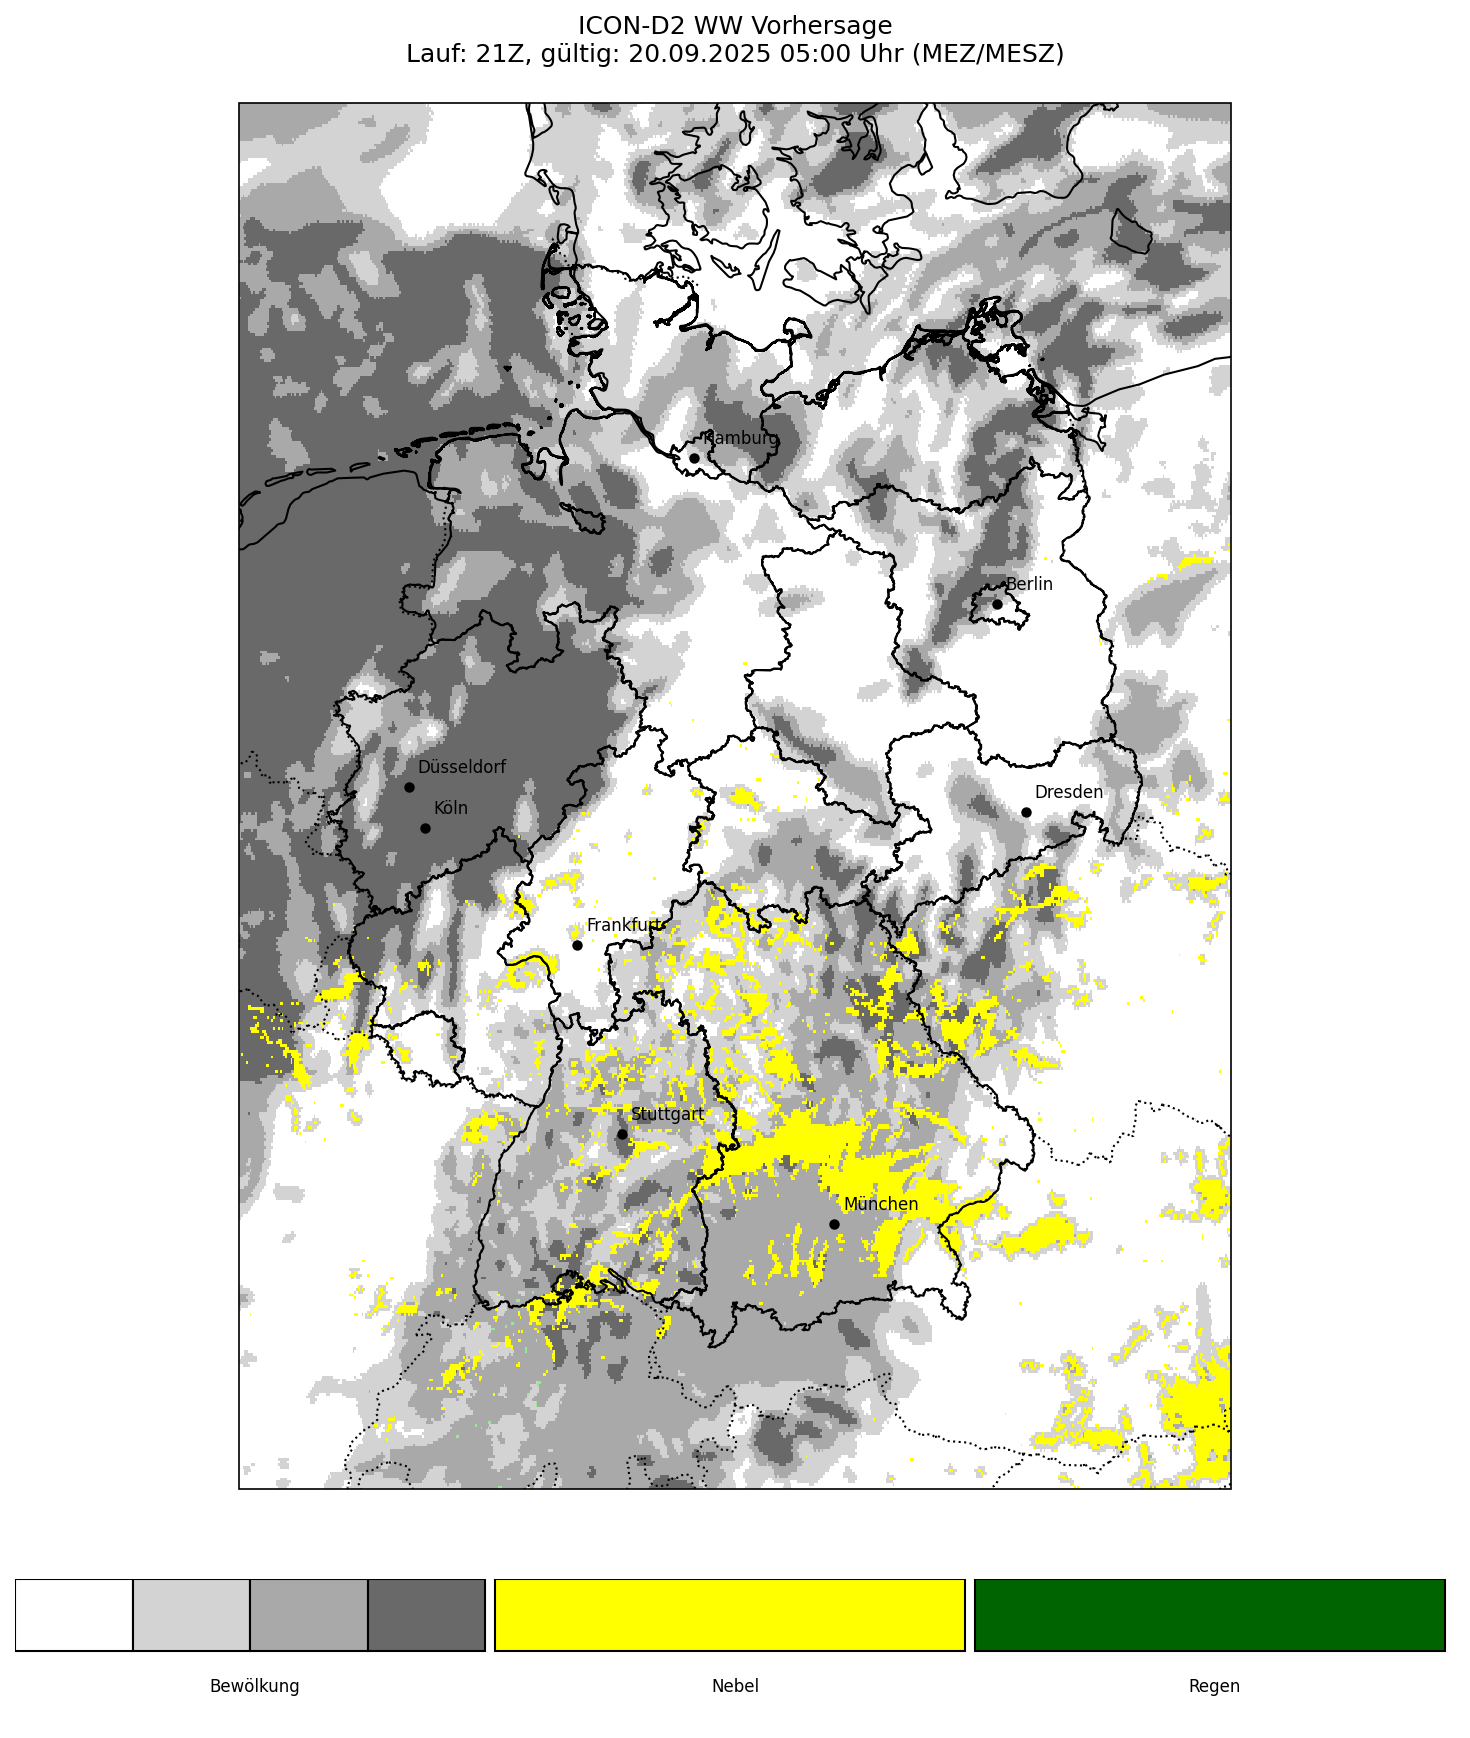 ICON-D2 WW Vorhersage
Lauf: 21Z, gültig: 20.09.2025 05:00 Uhr (MEZ/MESZ)
Hamburg
Berlin
Düsseldorf
Dresden
Köln
Frankfurt
Stuttgart
München
Bewölkung
Nebel
Regen